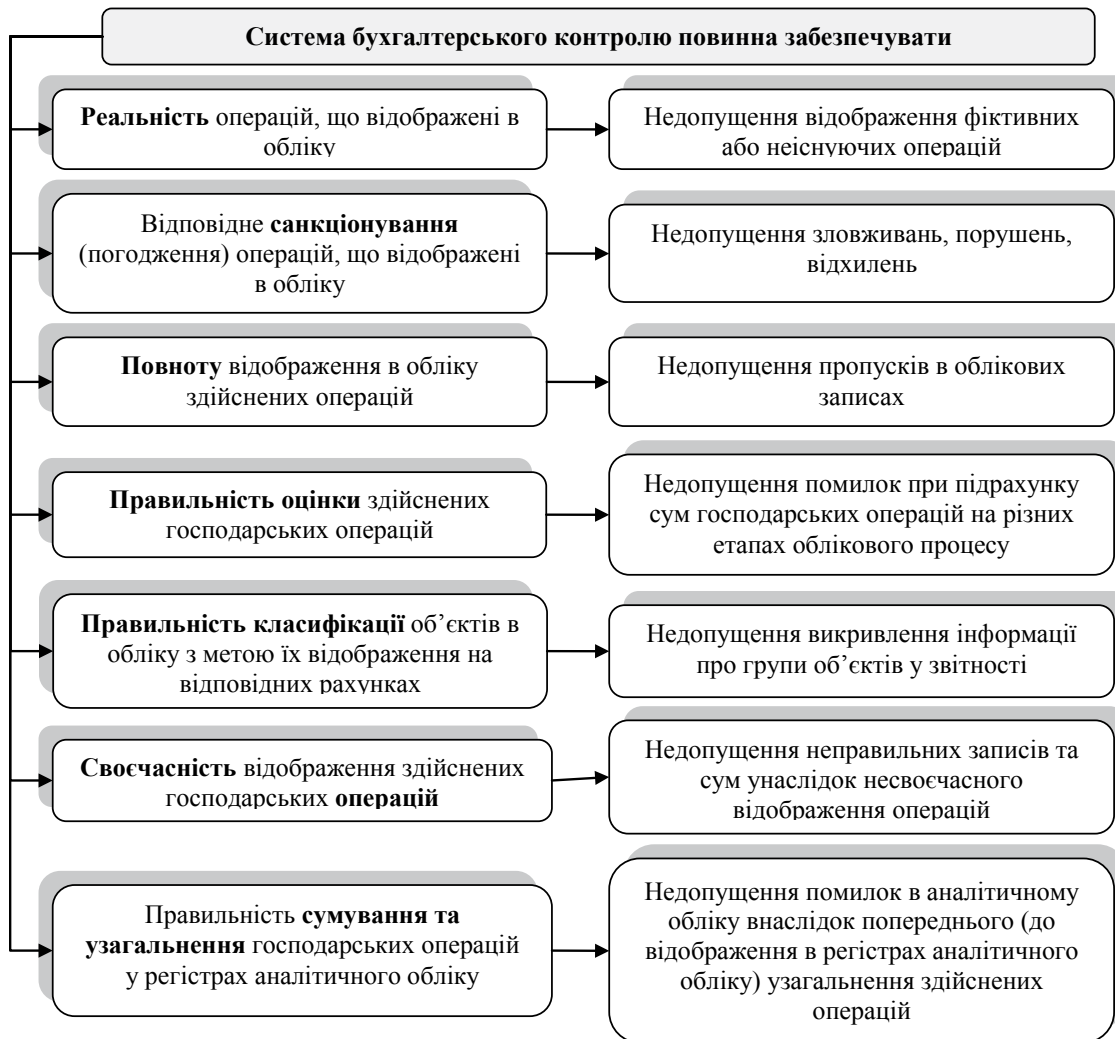 Система бухгалтерського контролю повинна забезпечувати
Реальність операцій, що відображені в
обліку
Недопущення відображення фіктивних
або неіснуючих операцій
Відповідне санкціонування
(погодження) операцій, що відображені
в обліку
Недопущення зловживань, порушень,
відхилень
Повноту відображення в обліку
здійснених операцій
Недопущення пропусків в облікових
записах
Правильність оцінки здійснених
господарських операцій
Недопущення помилок при підрахунку
сум господарських операцій на різних
етапах облікового процесу
Правильність класифікації об’єктів в
обліку з метою їх відображення на
відповідних рахунках
Недопущення викривлення інформації
про групи об’єктів у звітності
Своєчасність відображення здійснених
господарських операцій
Недопущення неправильних записів та
сум унаслідок несвоєчасного
відображення операцій
Правильність сумування та
узагальнення господарських операцій
у регістрах аналітичного обліку
Недопущення помилок в аналітичному
обліку внаслідок попереднього (до
відображення в регістрах аналітичного
обліку) узагальнення здійснених
операцій